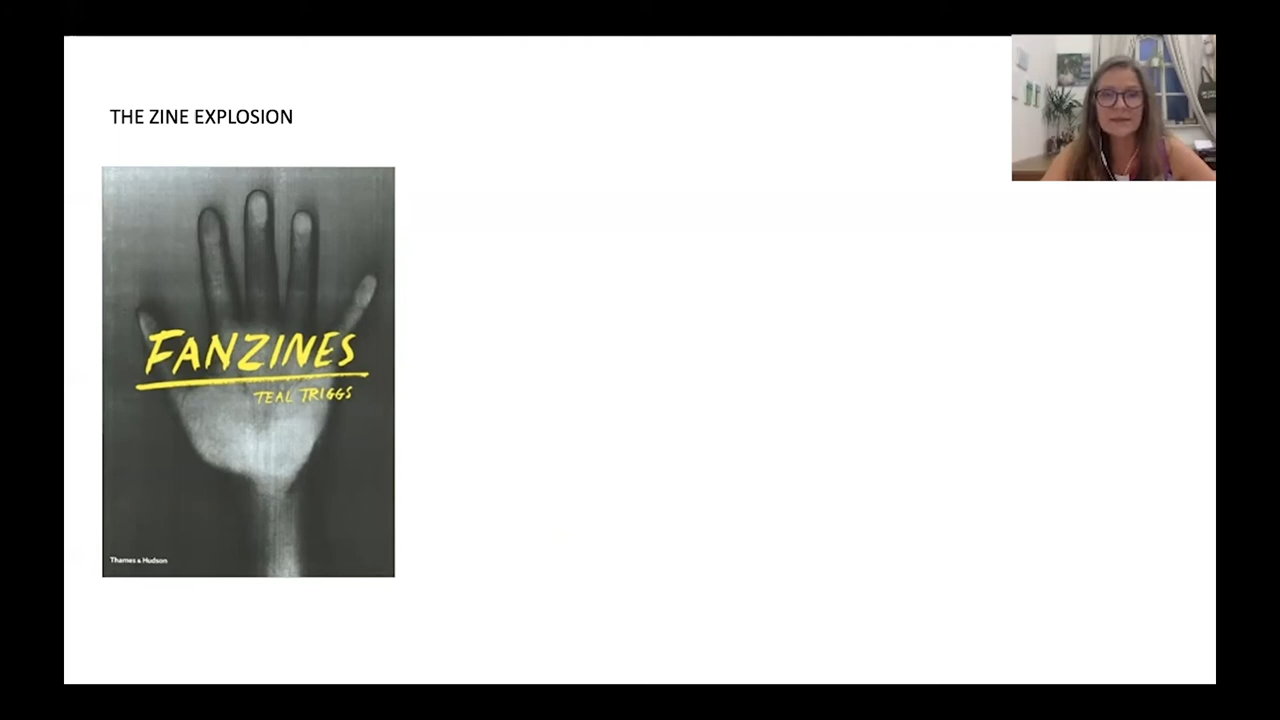 THE ZINE EXPLOSION
FANZINES
TEAL TRIGGS
Thames & Hudson